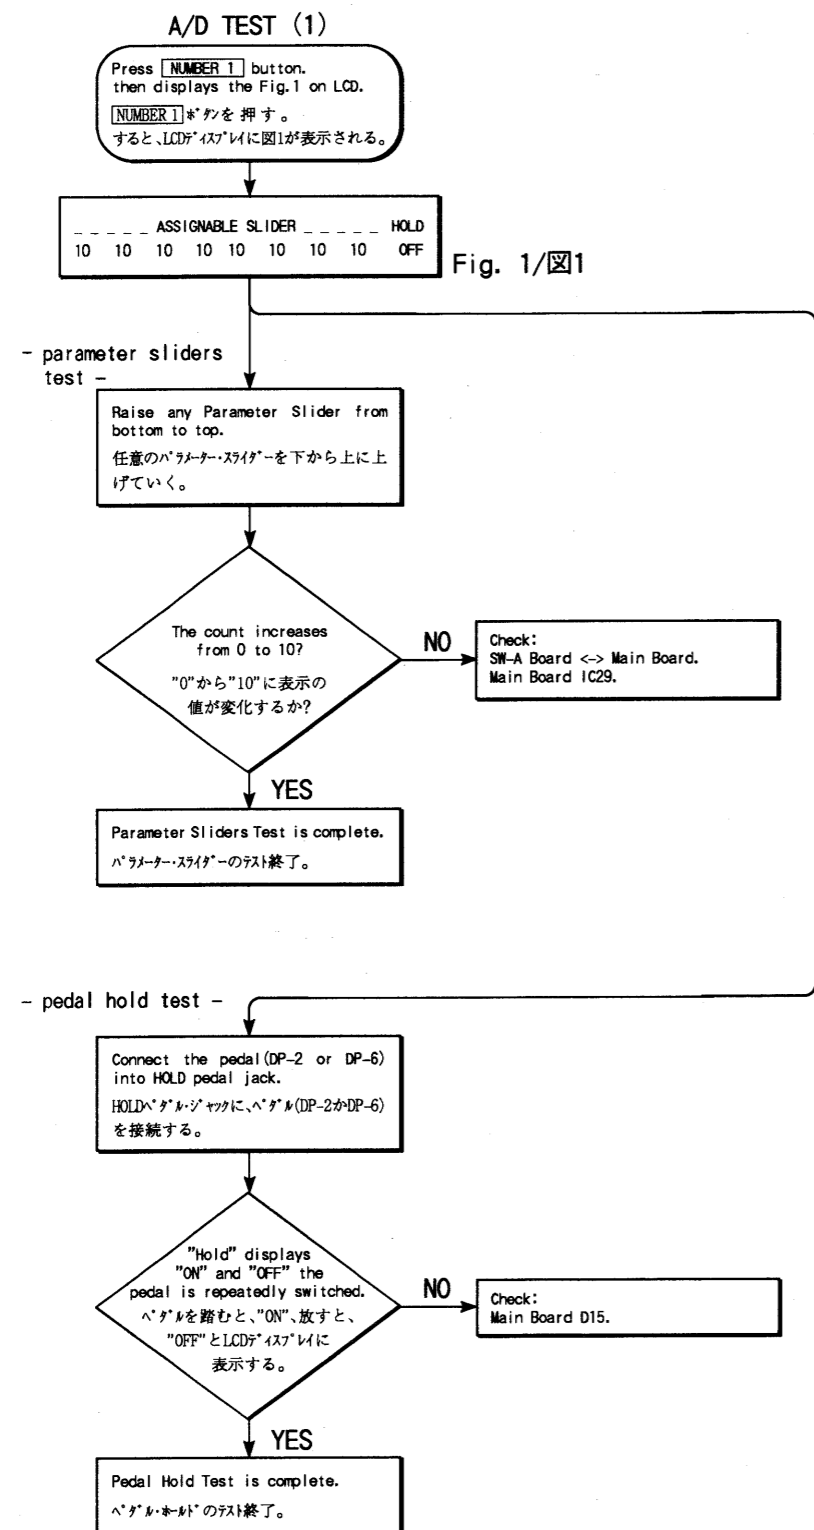 A/D TEST (1)
Press NUMBER 1 button.
then displays the Fig.1 on LCD.
NUMBER 1 ﾎﾞﾀﾝを押す。
すると､LCDﾃﾞｨｽﾌﾟﾚｲに図1が表示される。
_ _ _ _ _ ASSIGNABLE SLIDER _ _ _ _ _ HOLD
10 10 10 10 10 10 10 10 OFF
Fig. 1/図1
- parameter sliders
test -
Raise any Parameter Slider from
bottom to top.
任意のﾊﾟﾗﾒｰﾀｰ･ｽﾗｲﾀﾞｰを下から上に上
げていく。
The count increases
from 0 to 10?
"0"から"10"に表示の
値が変化するか?
NO
Check:
SW-A Board <-> Main Board.
Main Board IC29.
YES
Parameter Sliders Test is complete.
ﾊﾟﾗﾒｰﾀｰ･ｽﾗｲﾀﾞｰのﾃｽﾄ終了。
- pedal hold test -
Connect the pedal(DP-2 or DP-6)
into HOLD pedal jack.
HOLDﾍﾟﾀﾞﾙ･ｼﾞｬｯｸに､ﾍﾟﾀﾞﾙ(DP-2かDP-6)
を接続する。
"Hold" displays
"ON" and "OFF" the
pedal is repeatedly switched.
ﾍﾟﾀﾞﾙを踏むと､"ON"､放すと､
"OFF"とLCDﾃﾞｨｽﾌﾟﾚｲに
表示する。
NO
Check:
Main Board D15.
YES
Pedal Hold Test is complete.
ﾍﾟﾀﾞﾙ･ﾎｰﾙﾄﾞのﾃｽﾄ終了。